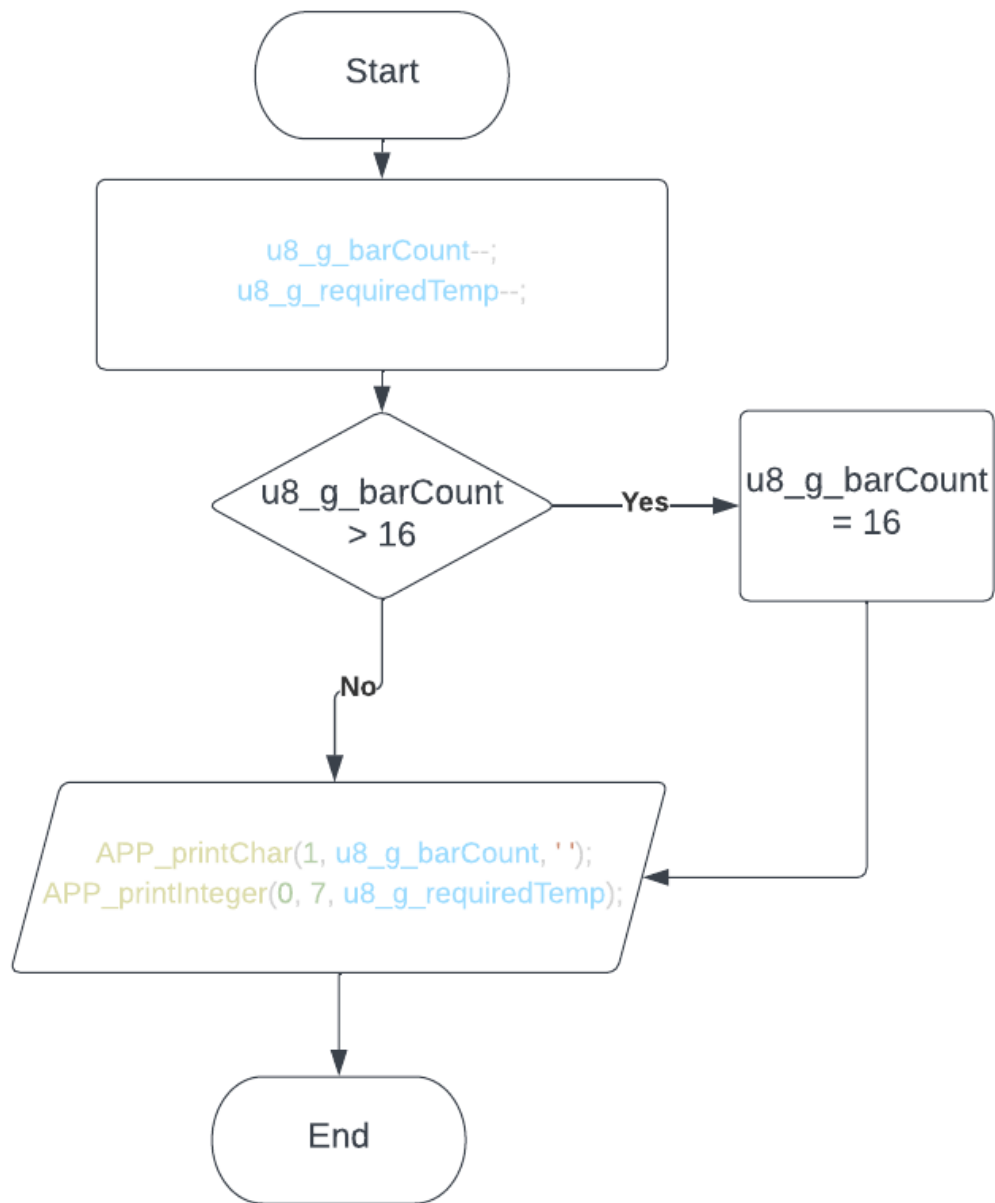 Start
u8_g_barCount--;
u8_g_requiredTemp--;
u8_g_barCount
> 16
Yes
u8_g_barCount
= 16
No
APP_printChar(1, u8_g_barCount, ' ');
APP_printInteger(0, 7, u8_g_requiredTemp);
End